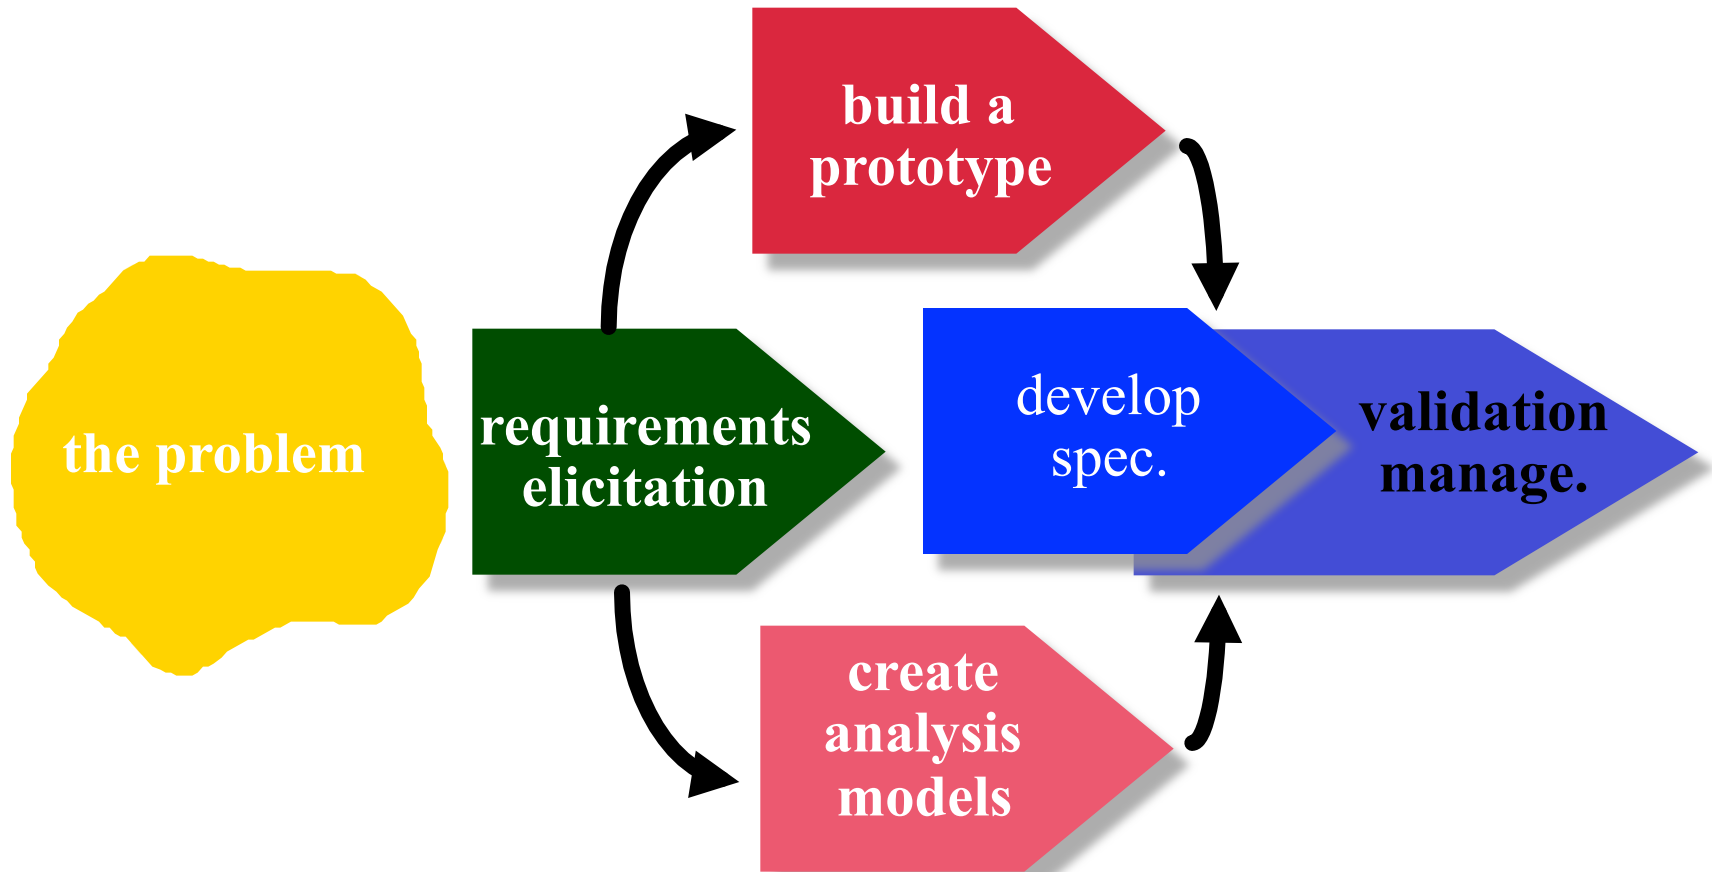 the problem
requirements
elicitation
build a
prototype
create
analysis
models
develop
spec.
validation
manage.